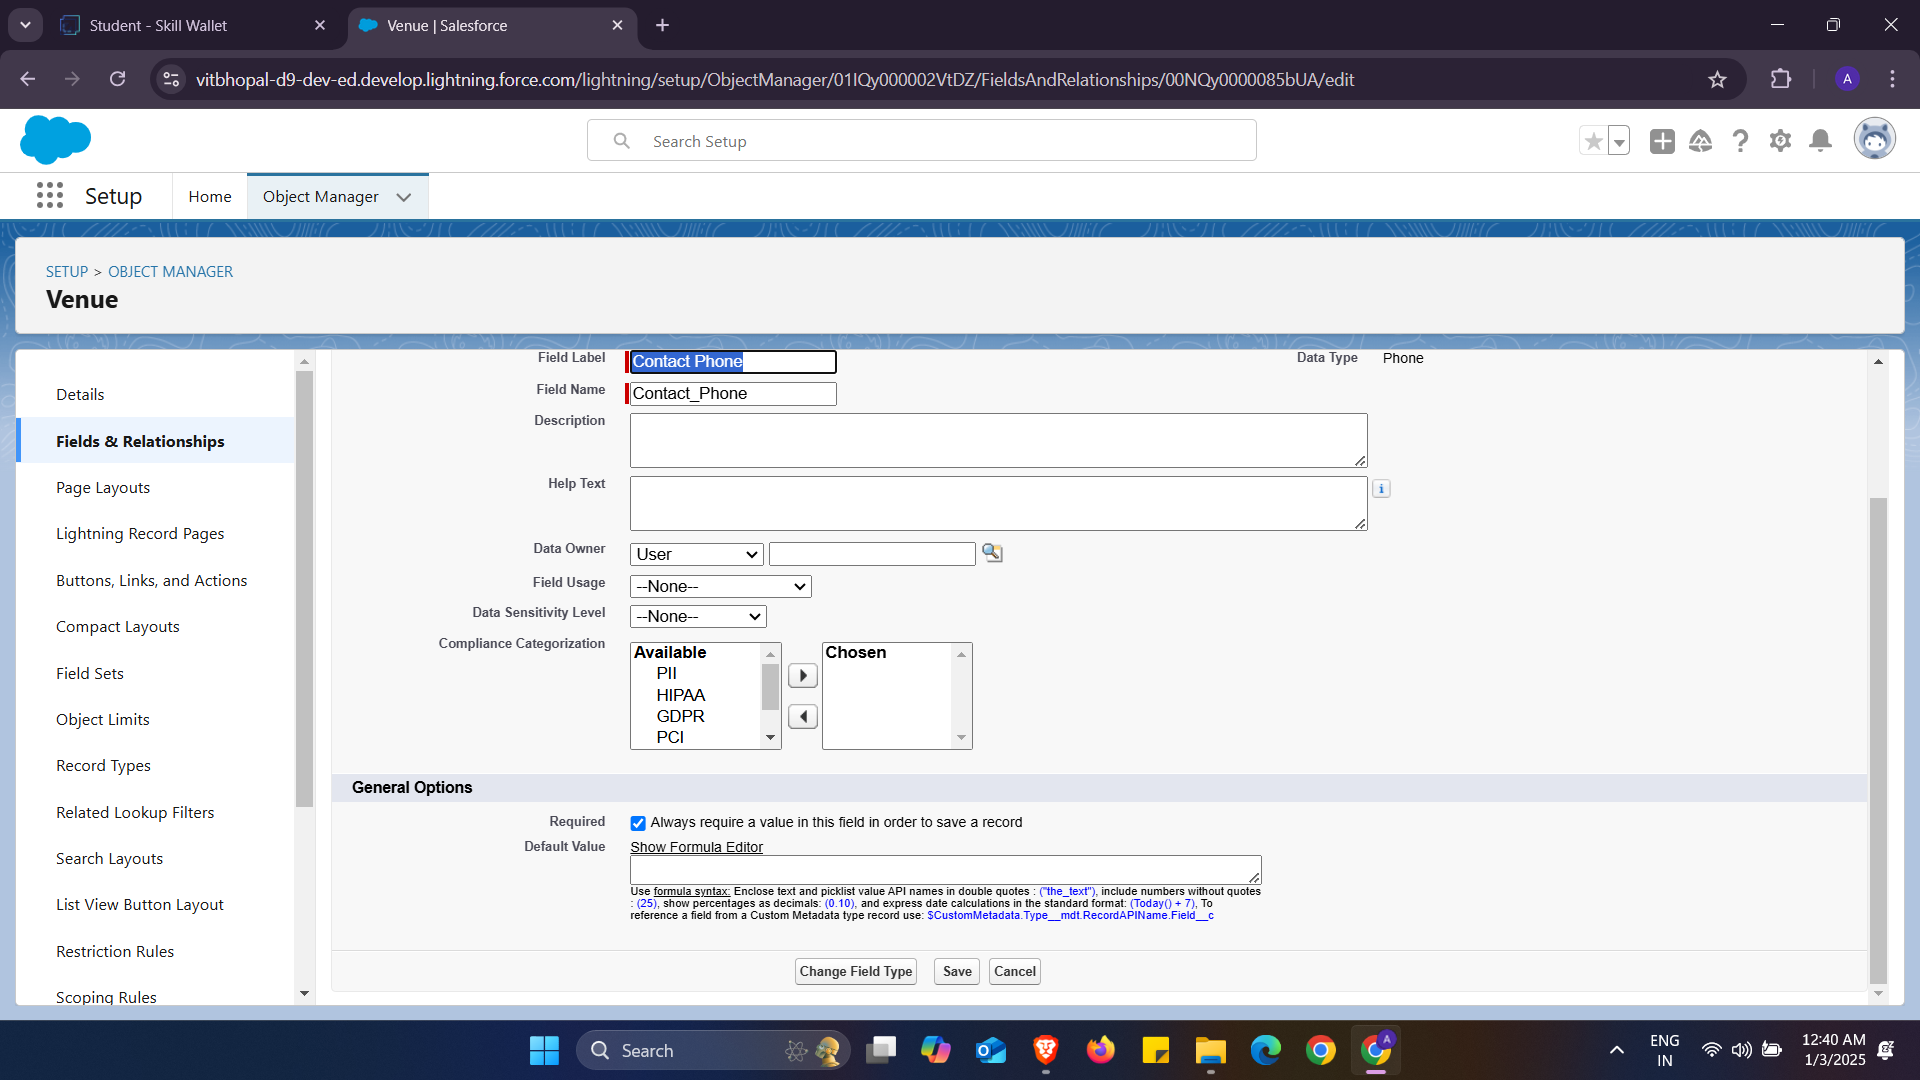 Student - Skill Wallet
Venue | Salesforce
vitbhopal-d9-dev-ed.develop.lightning.force.com/lightning/setup/ObjectManager/01IQy000002VtDZ/FieldsAndRelationships/00NQy0000085bUA/edit
A
Search Setup
Setup
Home
Object Manager
SETUP > OBJECT MANAGER
Venue
Details
Fields & Relationships
Page Layouts
Lightning Record Pages
Buttons, Links, and Actions
Compact Layouts
Field Sets
Object Limits
Record Types
Related Lookup Filters
Search Layouts
List View Button Layout
Restriction Rules
Scoping Rules
Field Label Contact Phone
Data Type Phone
Field Name Contact_Phone
Description
Help Text
i
Data Owner User
Field Usage --None--
Data Sensitivity Level --None--
Compliance Categorization
Available
PII
HIPAA
GDPR
PCI
Chosen
General Options
Required Always require a value in this field in order to save a record
Default Value Show Formula Editor
Use formula syntax: Enclose text and picklist value API names in double quotes : ("the_text"), include numbers without quotes
: (25), show percentages as decimals: (0.10), and express date calculations in the standard format: (Today() + 7), To
reference a field from a Custom Metadata type record use: $CustomMetadata.Type__mdt.RecordAPIName.Field__c
Change Field Type Save Cancel
Search
A
ENG
IN
12:40 AM
1/3/2025